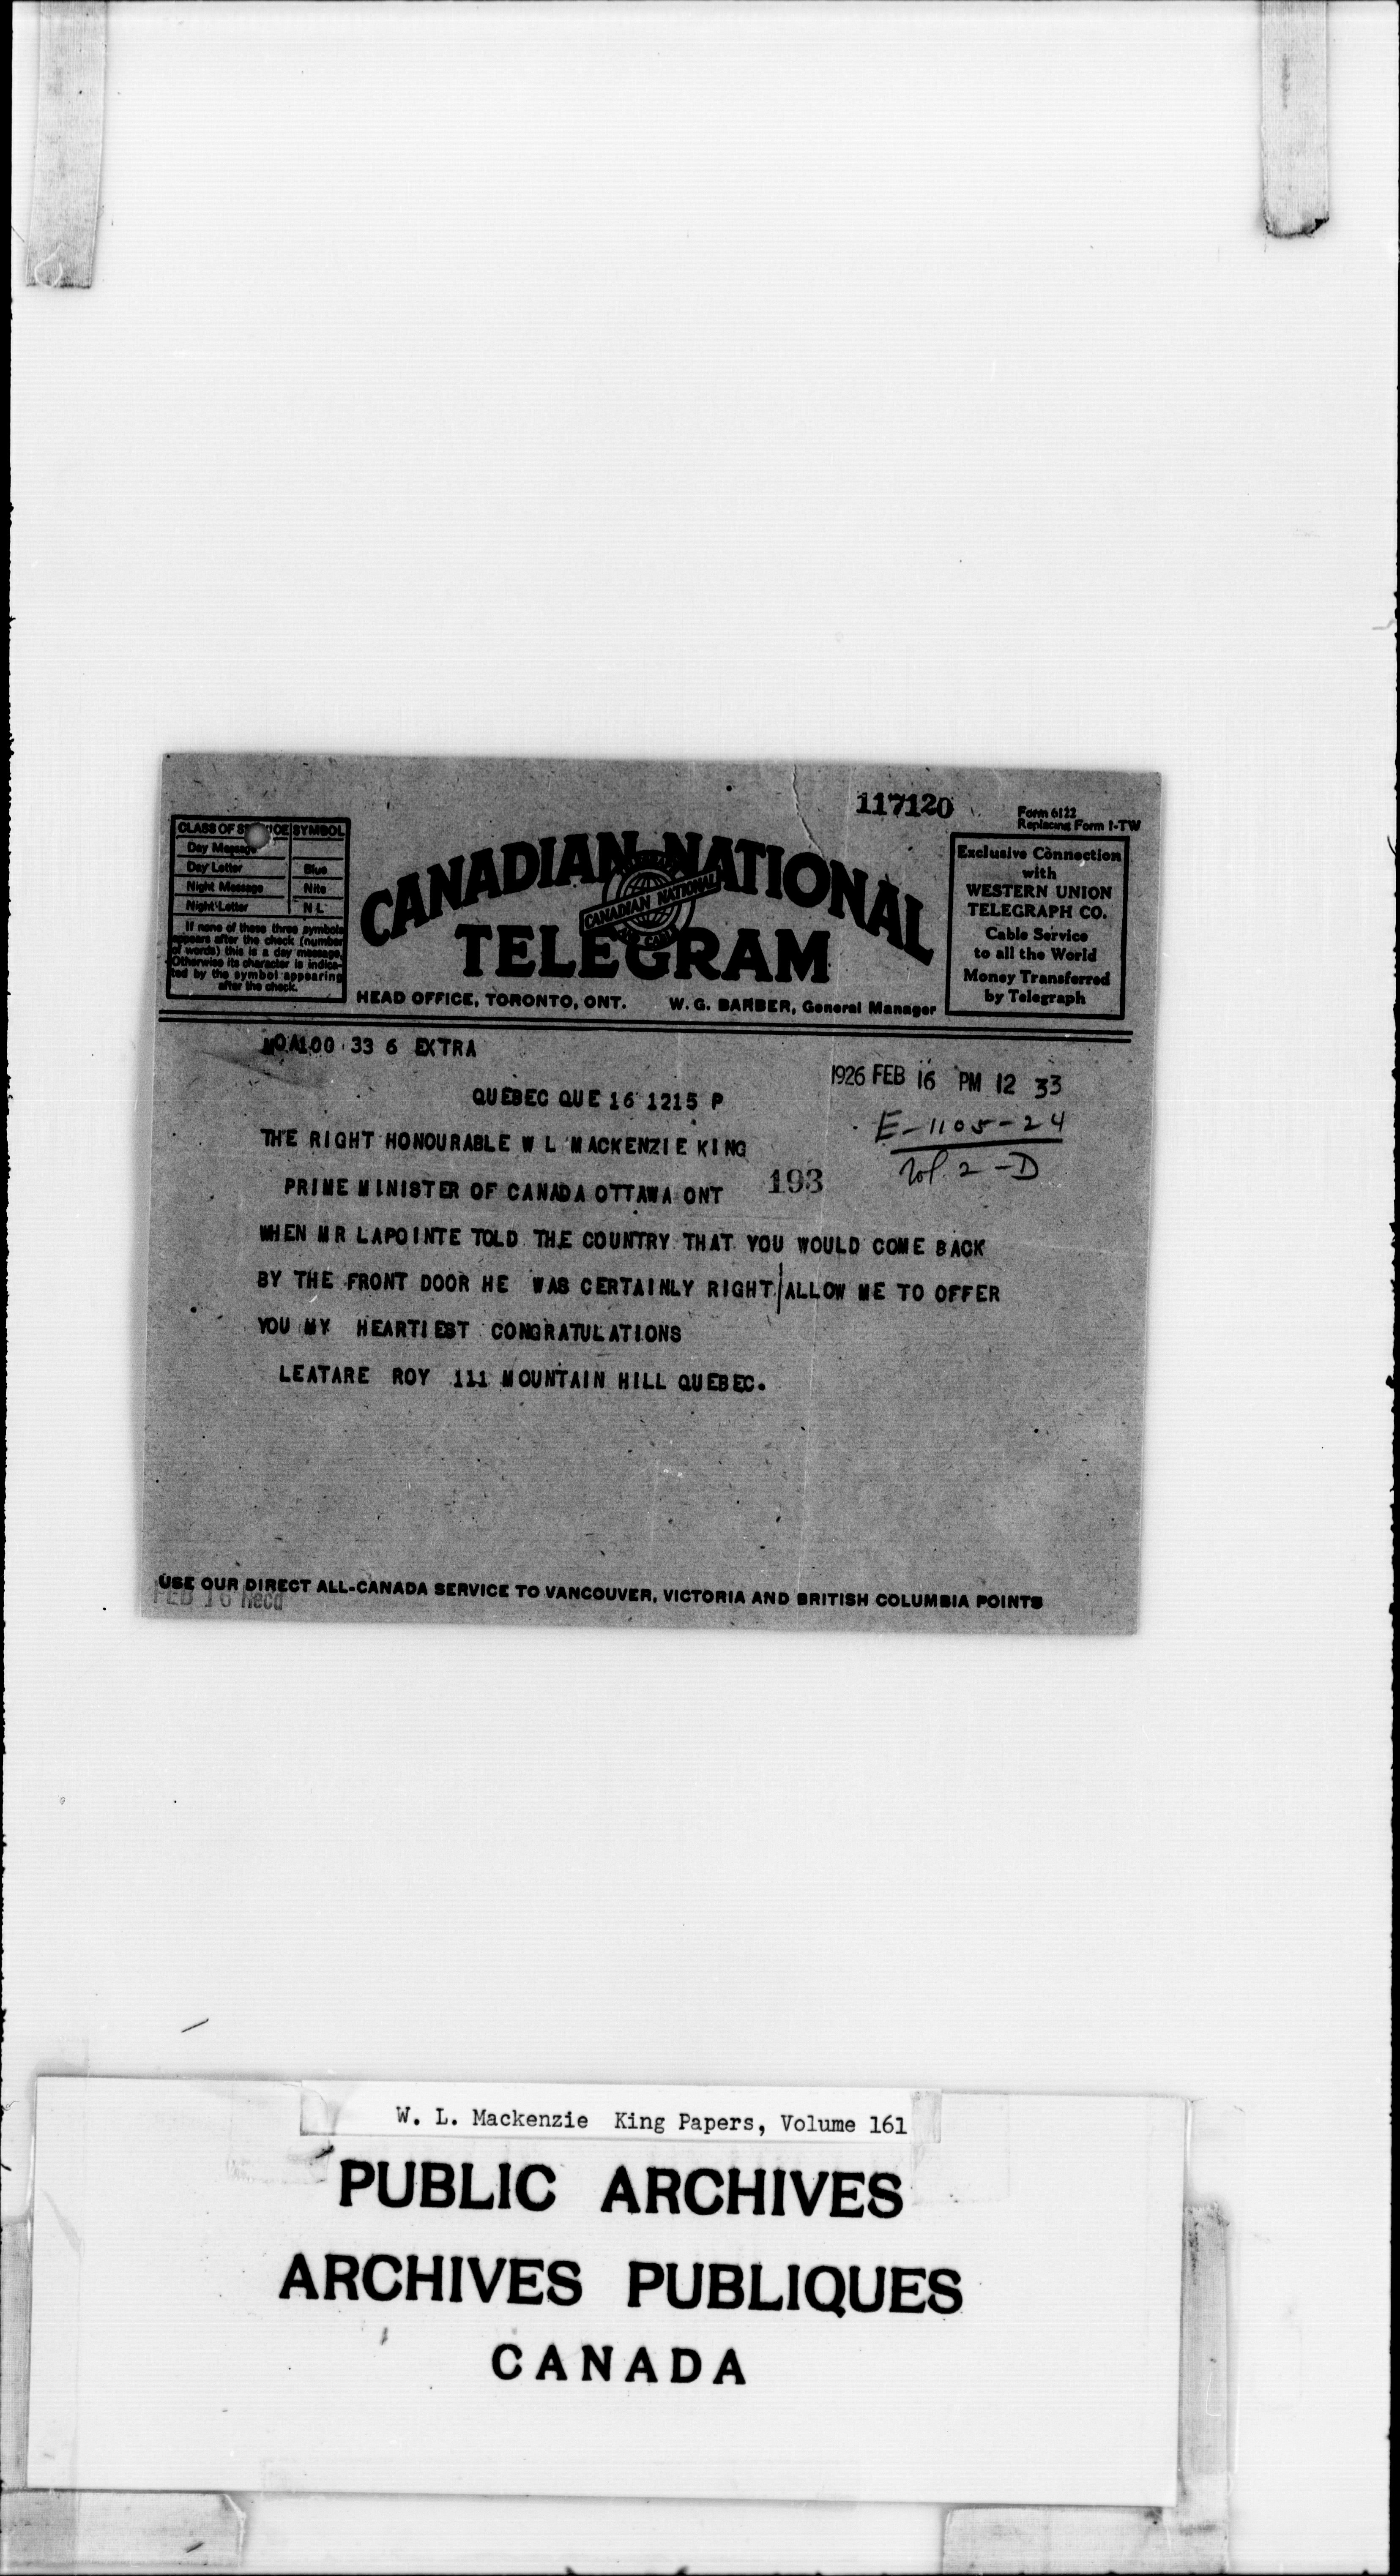 117120
Form 6122
Replacing Form 1-TW
CLASS OF SERVICE SYMBOL
Day Message
Day Letter Blue
Night Message Nite
Night Letter N L
If none of these three symbols
appears after the check (number
of words) this is a day message.
Otherwise its character is indica-
ted by the symbol appearing
after the check.
CANADIAN NATIONAL
CANADIAN NATIONAL
TELEGRAM
HEAD OFFICE, TORONTO, ONT. W. G. BARBER, General Manager
Exclusive Connection
with
WESTERN UNION
TELEGRAPH CO.
Cable Service
to all the World
Money Transferred
by Telegraph
MQA100 33 6 EXTRA
1926 FEB 16 PM 12 33
QUEBEC QUE 16 1215 P
E-1105-24
Vol. 2-D
THE RIGHT HONOURABLE W L MACKENZIE KING
PRIME MINISTER OF CANADA OTTAWA ONT
193
WHEN MR LAPOINTE TOLD THE COUNTRY THAT YOU WOULD COME BACK
BY THE FRONT DOOR HE WAS CERTAINLY RIGHT/ALLOW ME TO OFFER
YOU MY HEARTIEST CONGRATULATIONS
LEATARE ROY 111 MOUNTAIN HILL QUEBEC.
USE OUR DIRECT ALL-CANADA SERVICE TO VANCOUVER, VICTORIA AND BRITISH COLUMBIA POINTS
FEB 16 Recd
W. L. Mackenzie King Papers, Volume 161
PUBLIC ARCHIVES
ARCHIVES PUBLIQUES
CANADA